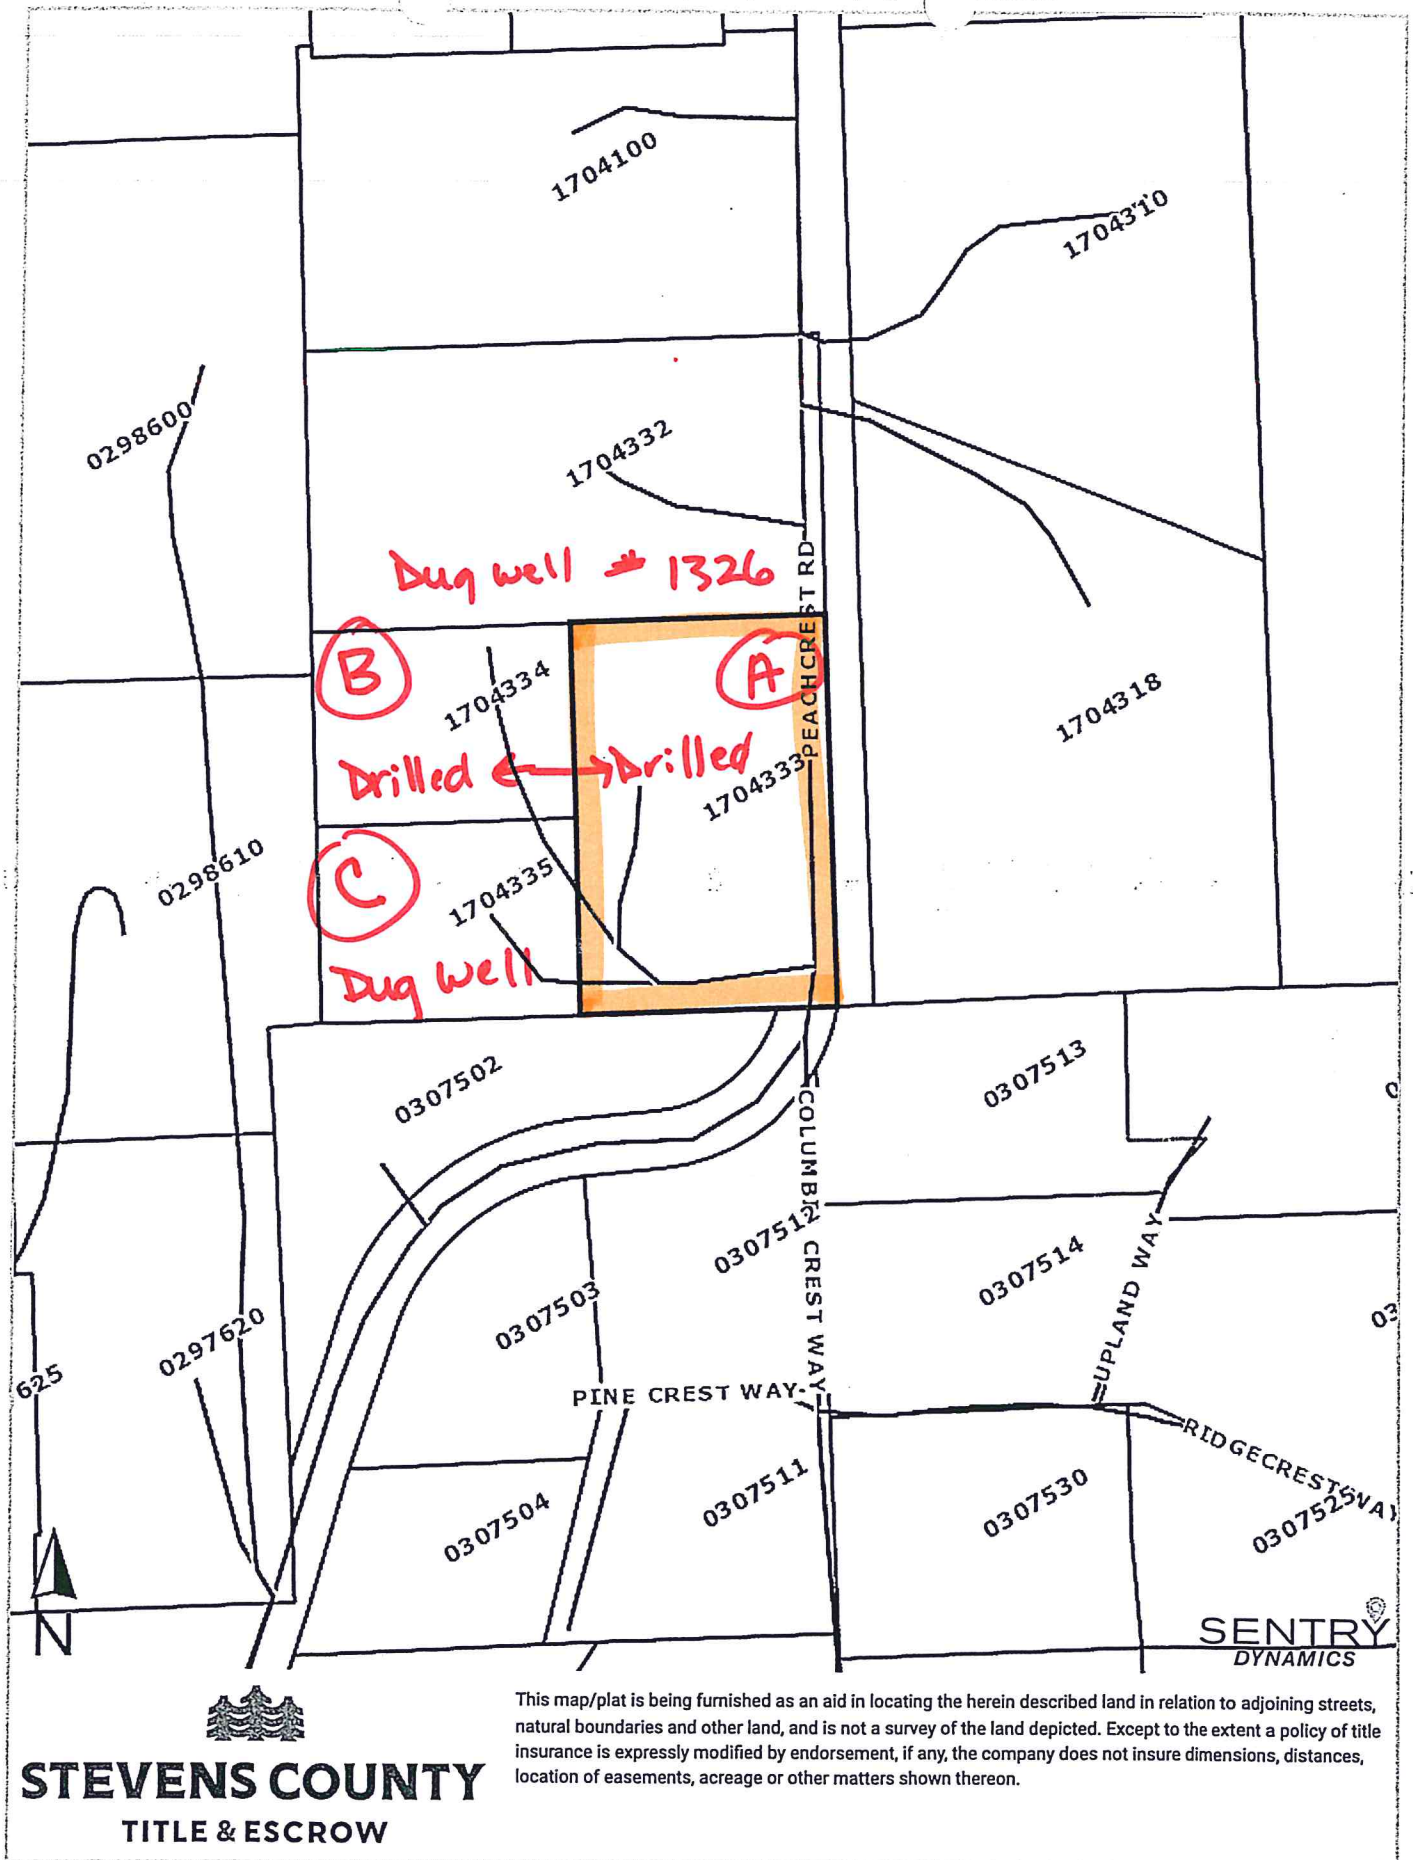 1704100
1704310
0298600
1704332
Dug well # 1326
PEACHCREST RD
B
A
1704334
1704318
Drilled
Drilled
1704333
0298610
C
1704335
Dug Well
0307502
0307513
0
COLUMBI CREST WAY
0307512
0307514
UPLAND WAY
0307503
03
0297620
625
PINE CREST WAY
RIDGECREST WAY
0307504
0307511
0307530
0307525
N
SENTRY
DYNAMICS
This map/plat is being furnished as an aid in locating the herein described land in relation to adjoining streets,
natural boundaries and other land, and is not a survey of the land depicted. Except to the extent a policy of title
insurance is expressly modified by endorsement, if any, the company does not insure dimensions, distances,
location of easements, acreage or other matters shown thereon.
STEVENS COUNTY
TITLE & ESCROW